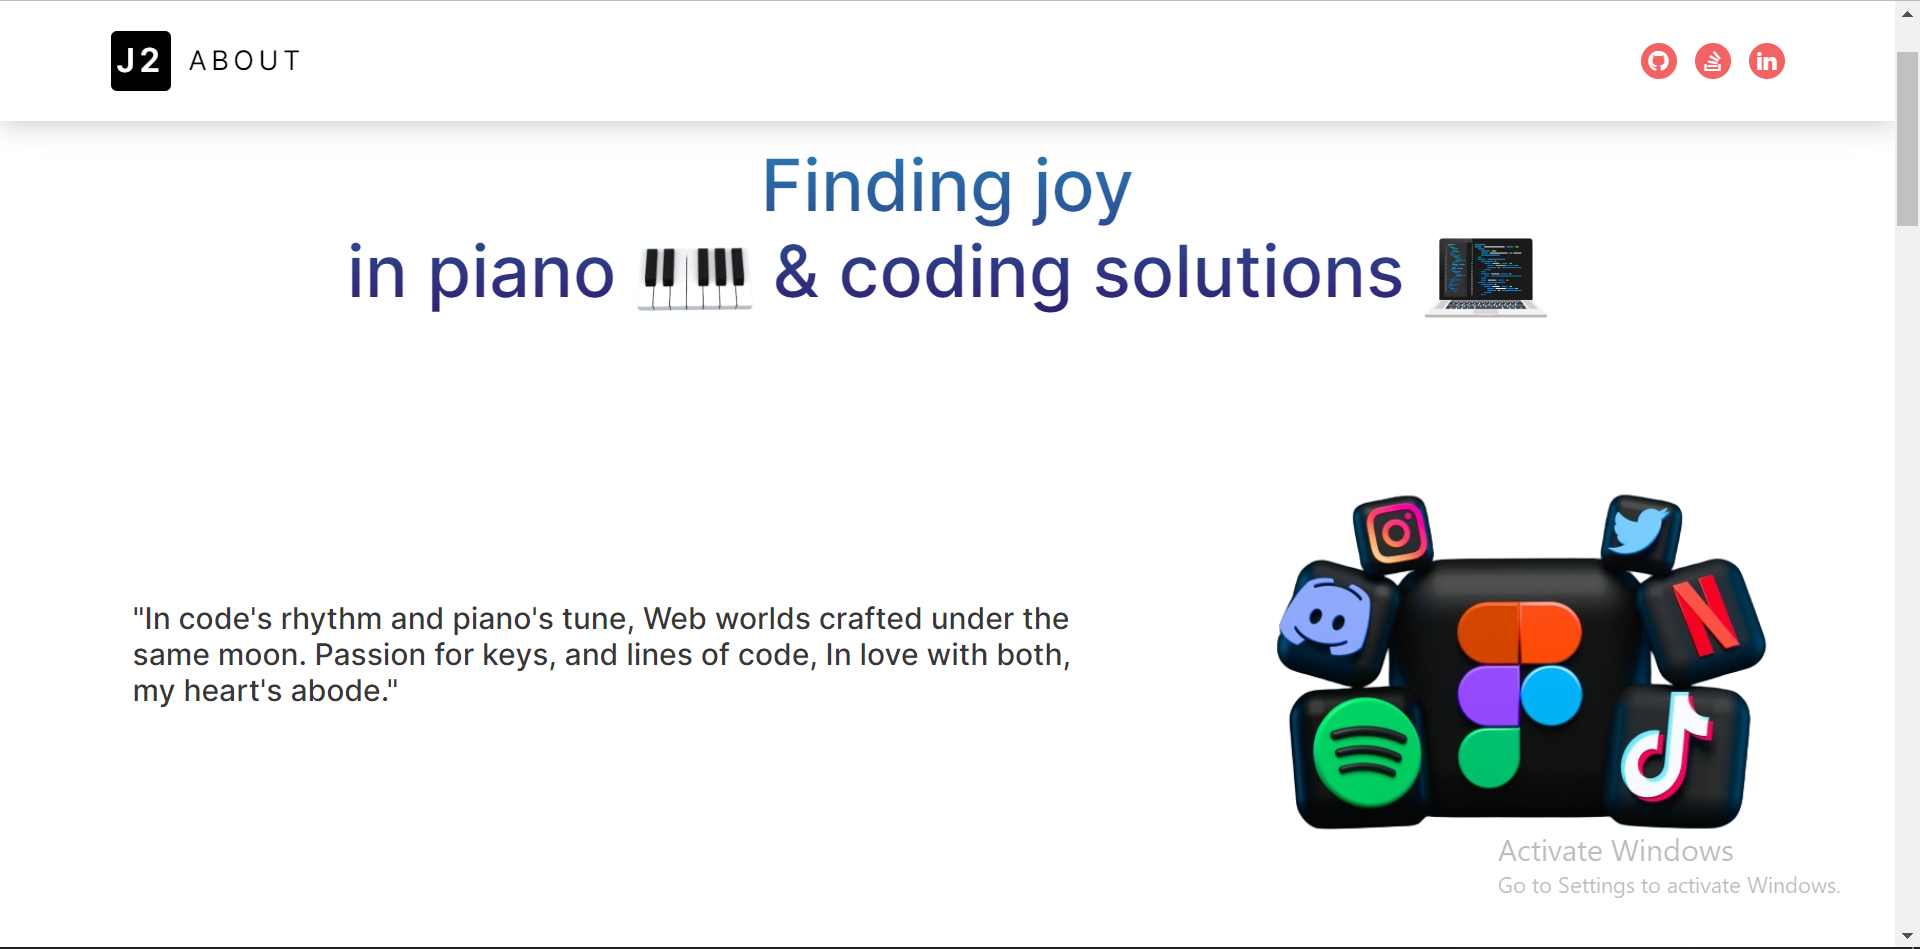 J2 ABOUT
in
Finding joy
in piano & coding solutions
"In code's rhythm and piano's tune, Web worlds crafted under the
same moon. Passion for keys, and lines of code, In love with both,
my heart's abode."
N
Activate Windows
Go to Settings to activate Windows.